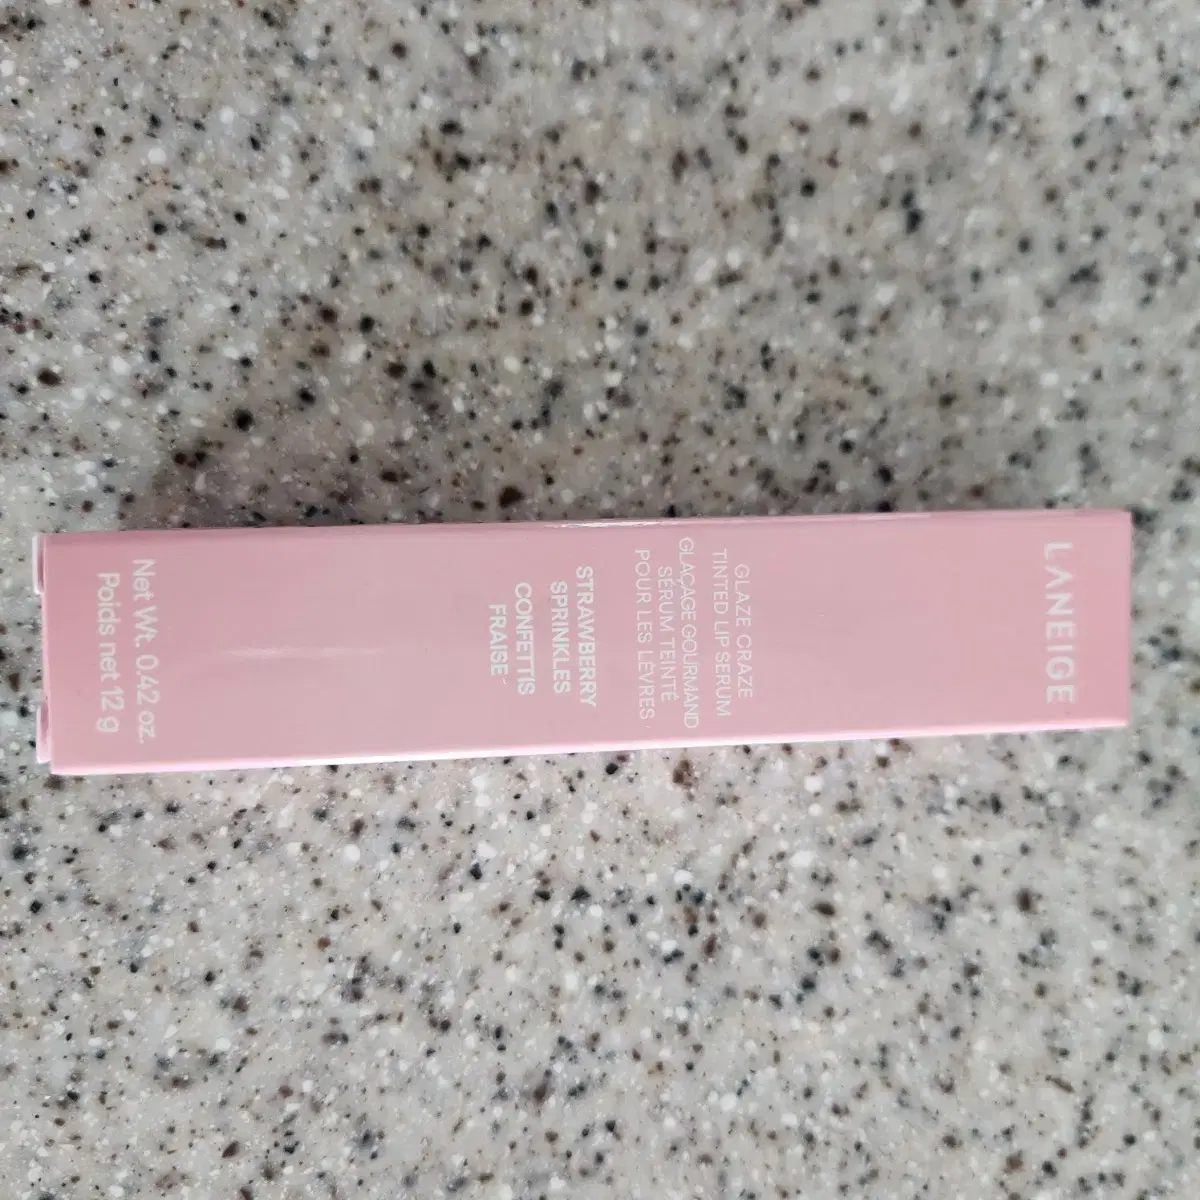 LANEIGE
GLAZE CRAZE
TINTED LIP SERUM
GLAÇAGE GOURMAND
SÉRUM TEINTÉ
POUR LES LÈVRES
STRAWBERRY
SPRINKLES
CONFETTIS
FRAISE
Net Wt. 0.42 oz.
Poids net 12 g